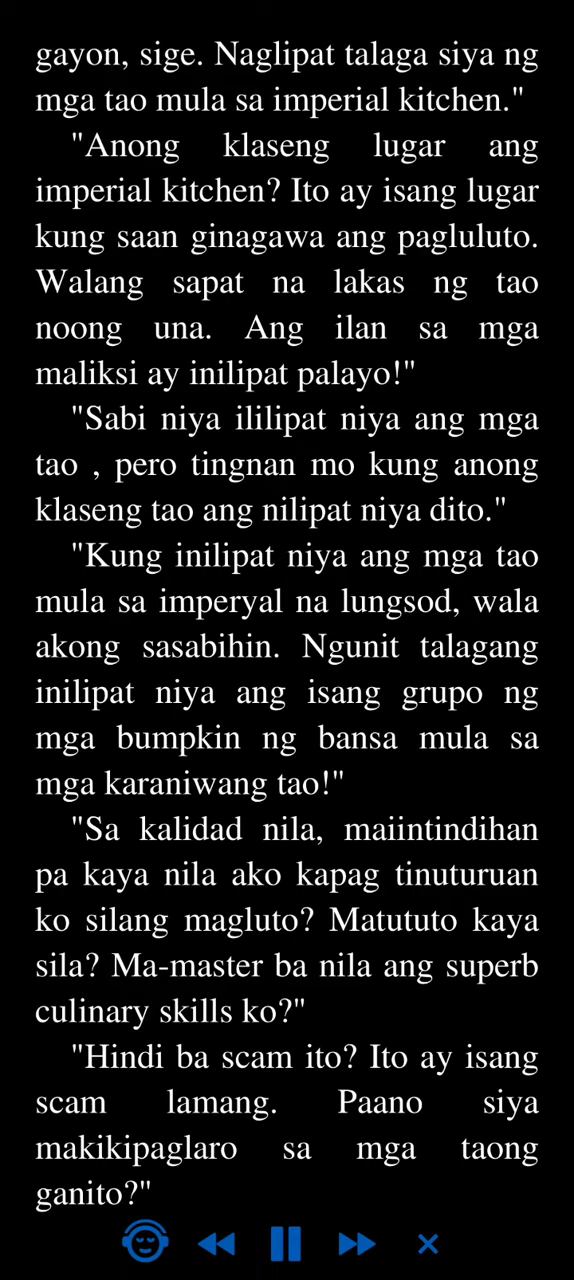 gayon, sige. Naglipat talaga siya ng
mga tao mula sa imperial kitchen."
"Anong klaseng lugar ang
imperial kitchen? Ito ay isang lugar
kung saan ginagawa ang pagluluto.
Walang sapat na lakas ng tao
noong una. Ang ilan sa mga
maliksi ay inilipat palayo!"
"Sabi niya ililipat niya ang mga
tao , pero tingnan mo kung anong
klaseng tao ang nilipat niya dito."
"Kung inilipat niya ang mga tao
mula sa imperyal na lungsod, wala
akong sasabihin. Ngunit talagang
inilipat niya ang isang grupo ng
mga bumpkin ng bansa mula sa
mga karaniwang tao!"
"Sa kalidad nila, maiintindihan
pa kaya nila ako kapag tinuturuan
ko silang magluto? Matututo kaya
sila? Ma-master ba nila ang superb
culinary skills ko?"
"Hindi ba scam ito? Ito ay isang
scam lamang. Paano siya
makikipaglaro sa mga taong
ganito?"